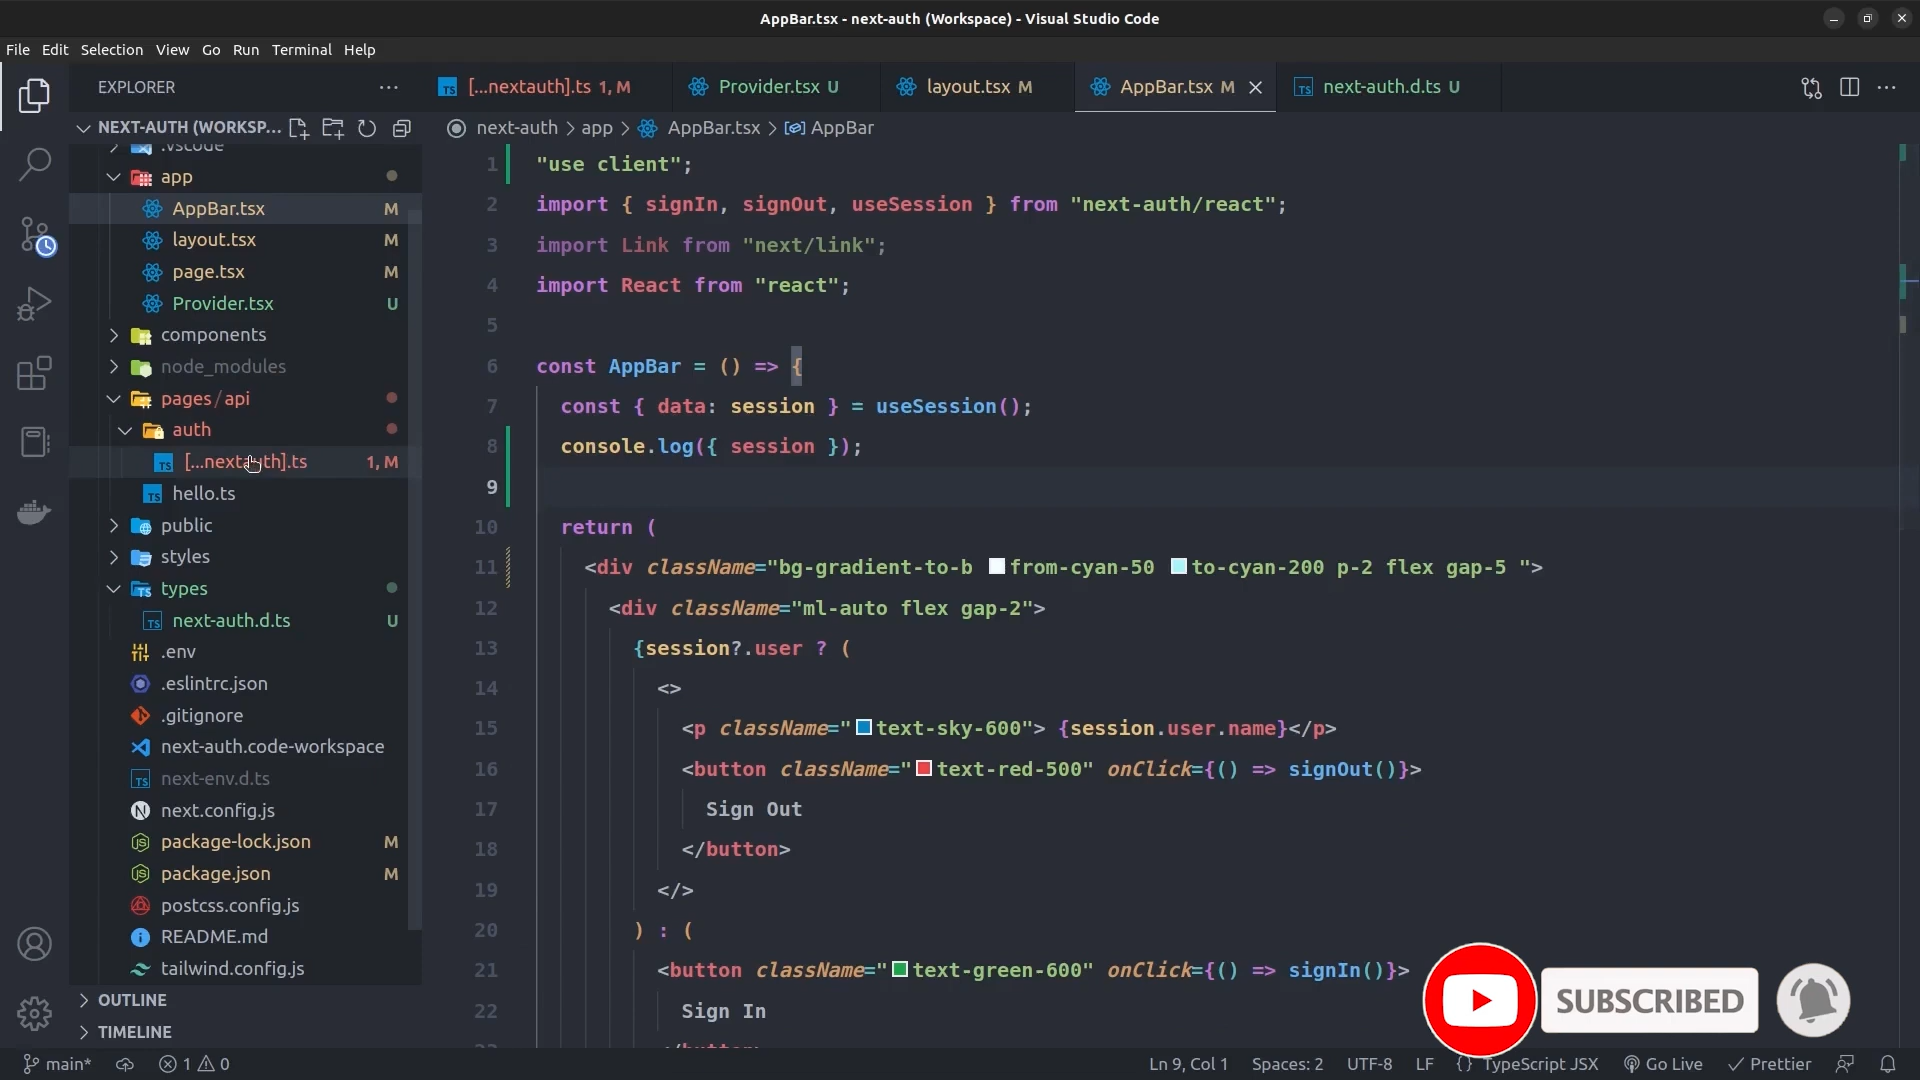 AppBar.tsx - next-auth (Workspace) - Visual Studio Code
File Edit Selection View Go Run Terminal Help
EXPLORER
NEXT-AUTH (WORKSP...
.vscode
app
AppBar.tsx M
layout.tsx M
page.tsx M
Provider.tsx U
components
node_modules
pages / api
auth
[...nextauth].ts 1, M
hello.ts
public
styles
types
next-auth.d.ts U
.env
.eslintrc.json
.gitignore
next-auth.code-workspace
next-env.d.ts
next.config.js
package-lock.json M
package.json M
postcss.config.js
README.md
tailwind.config.js
OUTLINE
TIMELINE
[...nextauth].ts 1, M Provider.tsx U layout.tsx M AppBar.tsx M next-auth.d.ts U
next-auth > app > AppBar.tsx > AppBar
1 "use client";
2 import { signIn, signOut, useSession } from "next-auth/react";
3 import Link from "next/link";
4 import React from "react";
5
6 const AppBar = () => {
7 const { data: session } = useSession();
8 console.log({ session });
9
10 return (
11 <div className="bg-gradient-to-b from-cyan-50 to-cyan-200 p-2 flex gap-5 ">
12 <div className="ml-auto flex gap-2">
13 {session?.user ? (
14 <>
15 <p className="text-sky-600"> {session.user.name}</p>
16 <button className="text-red-500" onClick={() => signOut()}>
17 Sign Out
18 </button>
19 </>
20 ) : (
21 <button className="text-green-600" onClick={() => signIn()}>
22 Sign In
SUBSCRIBED
main* 1 0 Ln 9, Col 1 Spaces: 2 UTF-8 LF {} TypeScript JSX Go Live Prettier